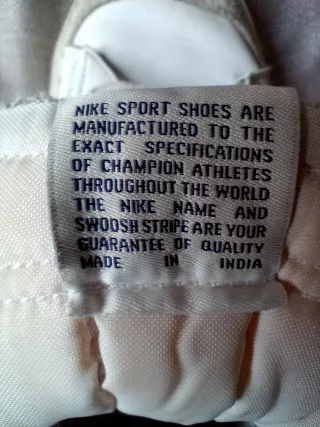 NIKE SPORT SHOES ARE
MANUFACTURED TO THE
EXACT SPECIFICATIONS
OF CHAMPION ATHLETES
THROUGHOUT THE WORLD
THE NIKE NAME AND
SWOOSH STRIPE ARE YOUR
GUARANTEE OF QUALITY
MADE IN INDIA